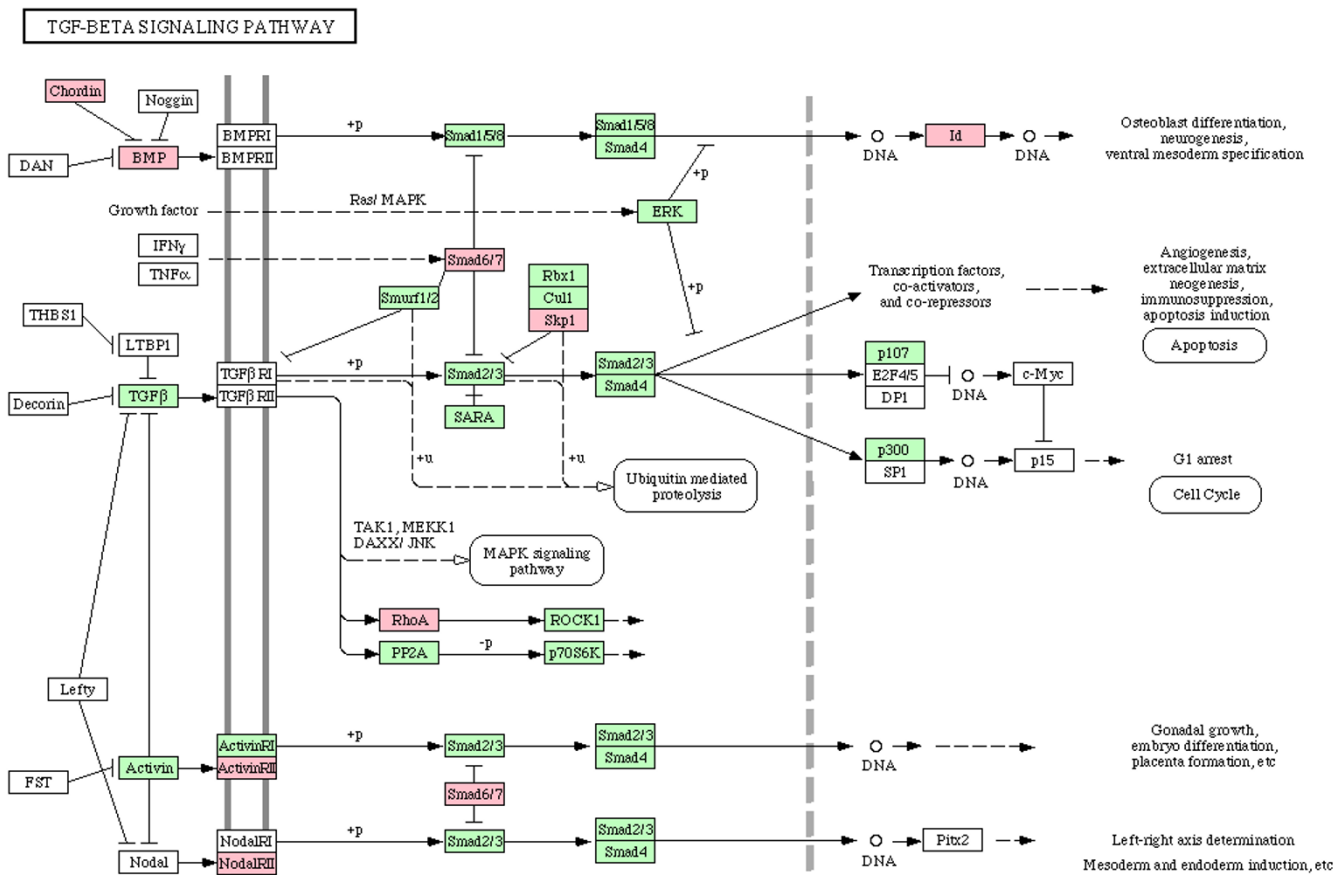 TGF-BETA SIGNALING PATHWAY
Chordin
Noggin
DAN
BMP
BMPRI
BMPRII
+p
Smad1/5/8
Smad1/5/8
Smad4
DNA
Id
DNA
Osteoblast differentiation,
neurogenesis,
ventral mesoderm specification
Growth factor
Ras/ MAPK
ERK
+p
+p
IFNγ
TNFα
Smad6/7
Smurf1/2
Rbx1
Cul1
Skp1
Transcription factors,
co-activators,
and co-repressors
Angiogenesis,
extracellular matrix
neogenesis,
immunosuppression,
apoptosis induction
Apoptosis
THBS1
LTBP1
Decorin
TGFβ
TGFβ RI
TGFβ RII
+p
Smad2/3
SARA
Smad2/3
Smad4
p107
E2F4/5
DP1
DNA
c-Myc
p300
SP1
DNA
p15
G1 arrest
Cell Cycle
+u
+u
Ubiquitin mediated
proteolysis
TAK1, MEKK1
DAXX/ JNK
MAPK signaling
pathway
RhoA
ROCK1
PP2A
-p
p70S6K
Lefty
FST
Activin
ActivinRI
ActivinRII
+p
Smad2/3
Smad2/3
Smad4
DNA
Gonadal growth,
embryo differentiation,
placenta formation, etc
Smad6/7
Nodal
NodalRI
NodalRII
+p
Smad2/3
Smad2/3
Smad4
DNA
Pitx2
Left-right axis determination
Mesoderm and endoderm induction, etc